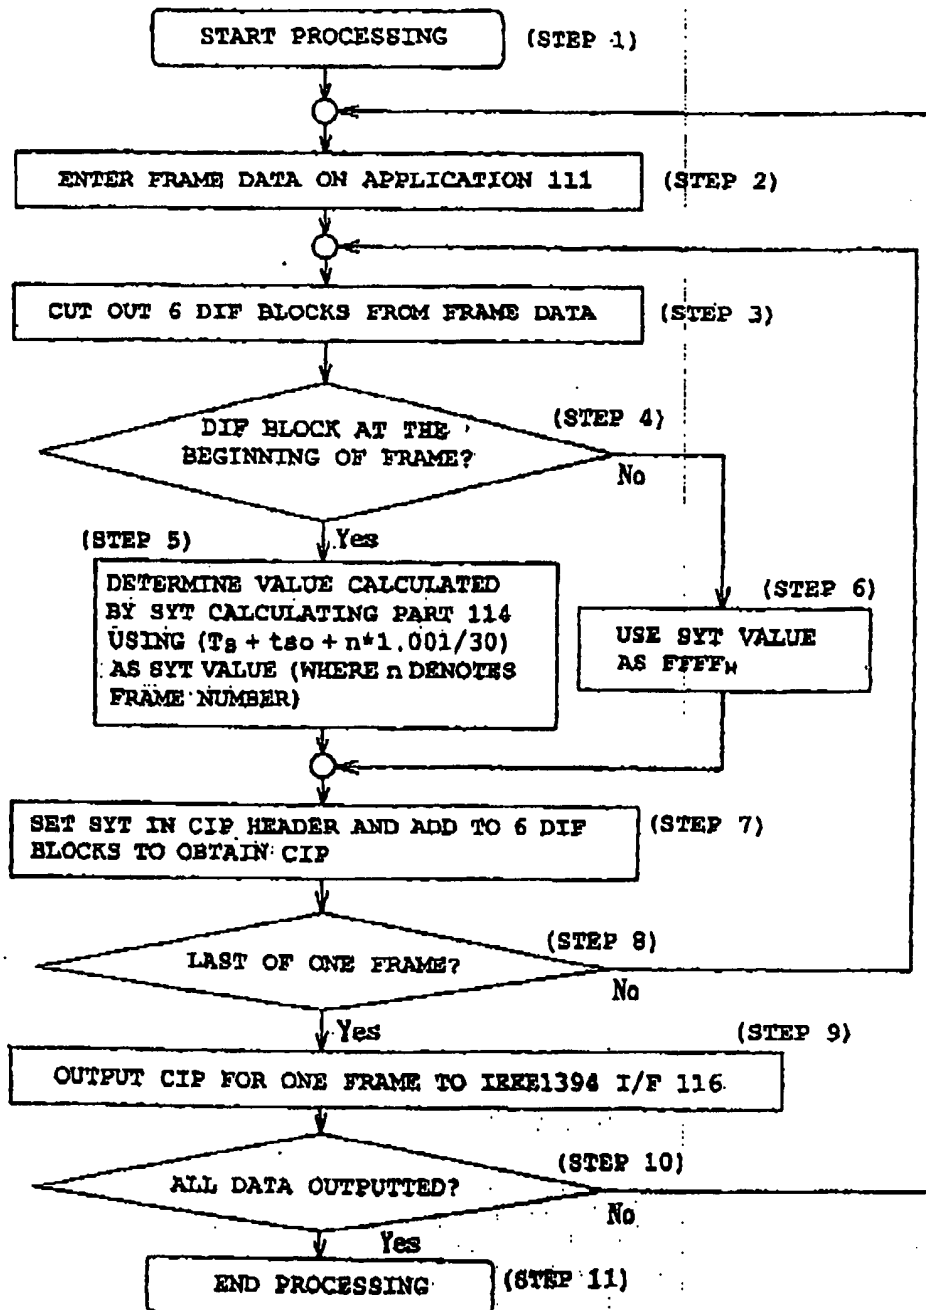 START PROCESSING (STEP 1)
ENTER FRAME DATA ON APPLICATION 111 (STEP 2)
CUT OUT 6 DIF BLOCKS FROM FRAME DATA (STEP 3)
(STEP 4)
DIF BLOCK AT THE
BEGINNING OF FRAME?
No
Yes
(STEP 5)
DETERMINE VALUE CALCULATED
BY SYT CALCULATING PART 114
USING (Ts + tso + n*1.001/30)
AS SYT VALUE (WHERE n DENOTES
FRAME NUMBER)
(STEP 6)
USE SYT VALUE
AS FFFFH
SET SYT IN CIP HEADER AND ADD TO 6 DIF
BLOCKS TO OBTAIN CIP
(STEP 7)
(STEP 8)
LAST OF ONE FRAME?
No
Yes
(STEP 9)
OUTPUT CIP FOR ONE FRAME TO IEEE1394 I/F 116
(STEP 10)
ALL DATA OUTPUTTED?
No
Yes
END PROCESSING (STEP 11)